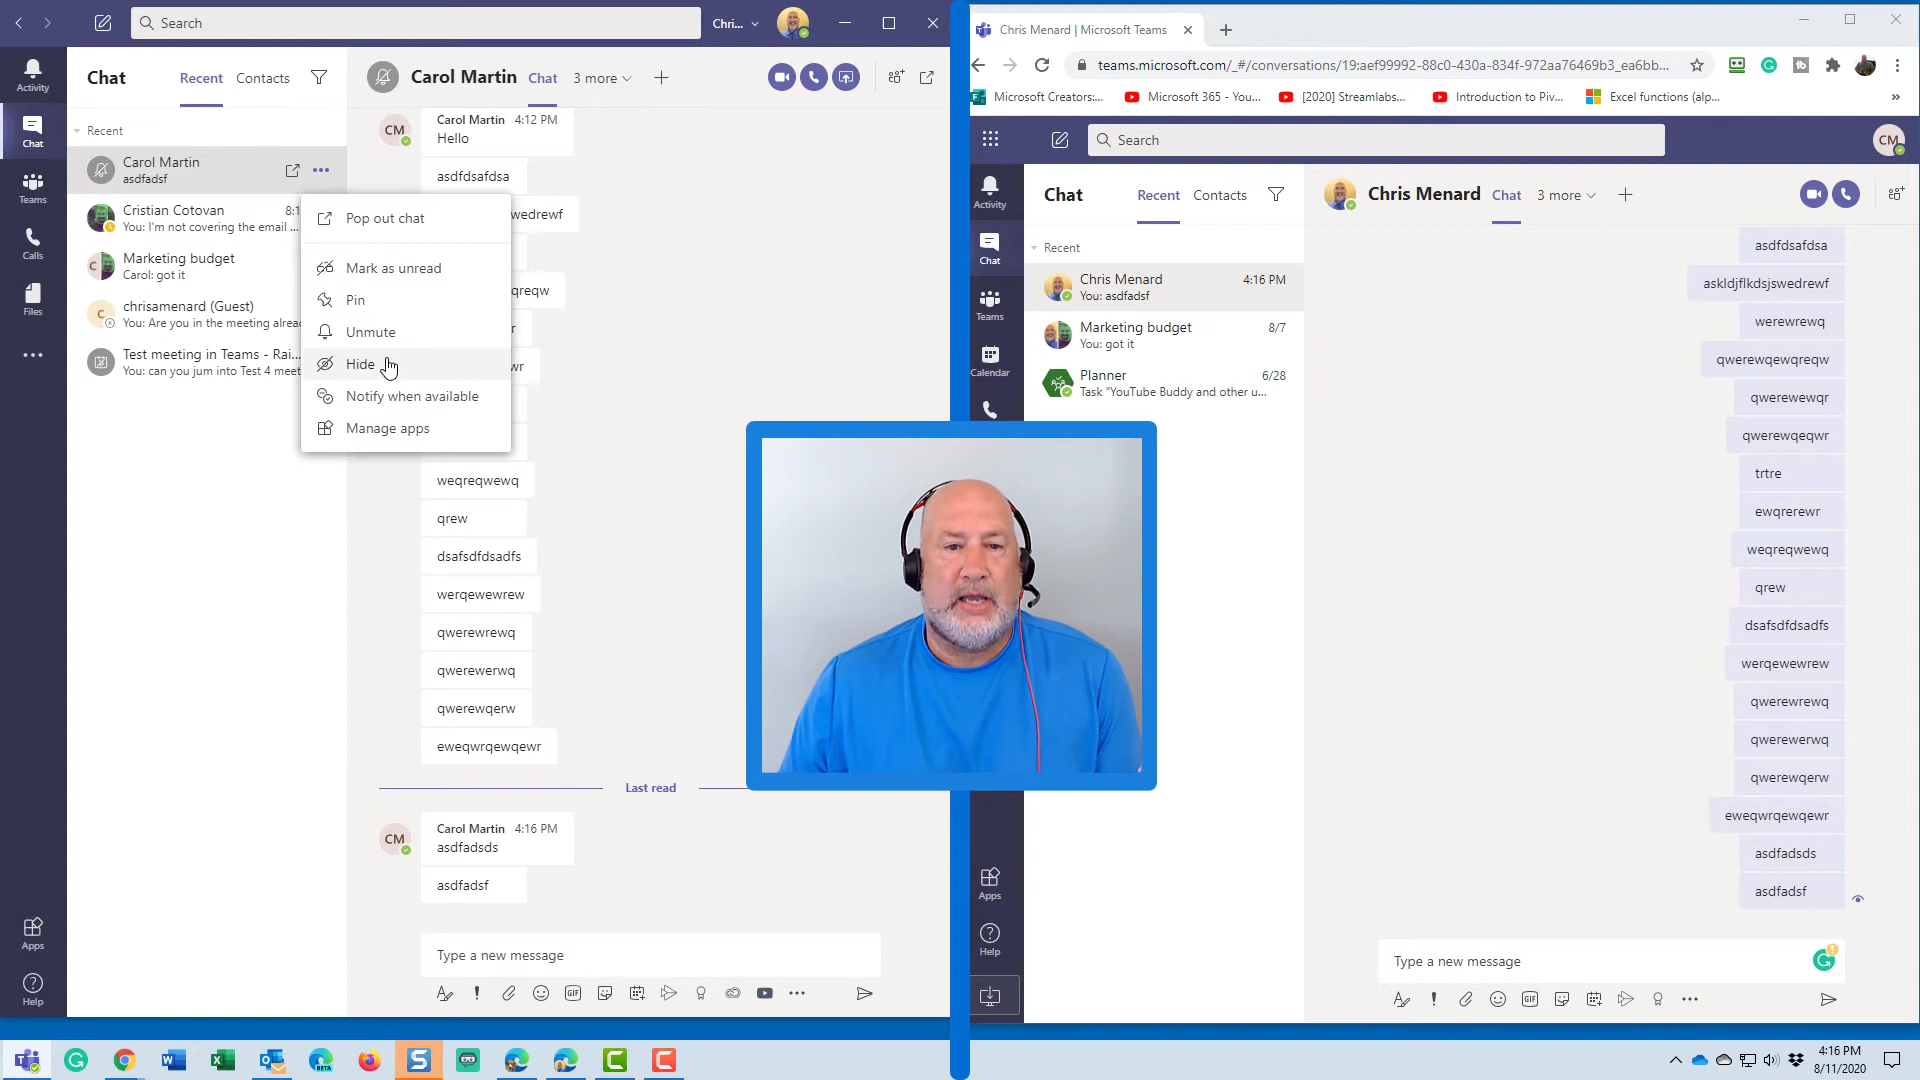 Search
Chri...
Activity
Chat
Teams
Calls
Files
Apps
Help
Chat
Recent
Contacts
Recent
Carol Martin
asdfadsf
Cristian Cotovan
8:1
You: I'm not covering the email ...
Marketing budget
Carol: got it
chrisamenard (Guest)
You: Are you in the meeting alrea
Test meeting in Teams - Rai...
You: can you jum into Test 4 meet
Pop out chat
Mark as unread
Pin
Unmute
Hide
Notify when available
Manage apps
Carol Martin
Chat
3 more
Carol Martin 4:12 PM
Hello
asdfdsafdsa
wedrewf
qreqw
r
wr
weqreqwewq
qrew
dsafsdfdsadfs
werqewewrew
qwerewrewq
qwerewerwq
qwerewqerw
eweqwrqewqewr
Last read
CM
Carol Martin 4:16 PM
asdfadsds
asdfadsf
Type a new message
Chris Menard | Microsoft Teams
teams.microsoft.com/_#/conversations/19:aef99992-88c0-430a-834f-972aa76469b3_ea6bb...
Microsoft Creators:...
Microsoft 365 - You...
[2020] Streamlabs...
Introduction to Piv...
Excel functions (alp...
Search
CM
Activity
Chat
Teams
Calendar
Apps
Help
Chat
Recent
Contacts
Recent
Chris Menard
4:16 PM
You: asdfadsf
Marketing budget
8/7
You: got it
Planner
6/28
Task "YouTube Buddy and other u...
Chris Menard
Chat
3 more
asdfdsafdsa
askldjflkdsjswedrewf
werewrewq
qwerewqewqreqw
qwerewewqr
qwerewqeqwr
trtre
ewqrerewr
weqreqwewq
qrew
dsafsdfdsadfs
werqewewrew
qwerewrewq
qwerewerwq
qwerewqerw
eweqwrqewqewr
asdfadsds
asdfadsf
Type a new message
4:16 PM
8/11/2020